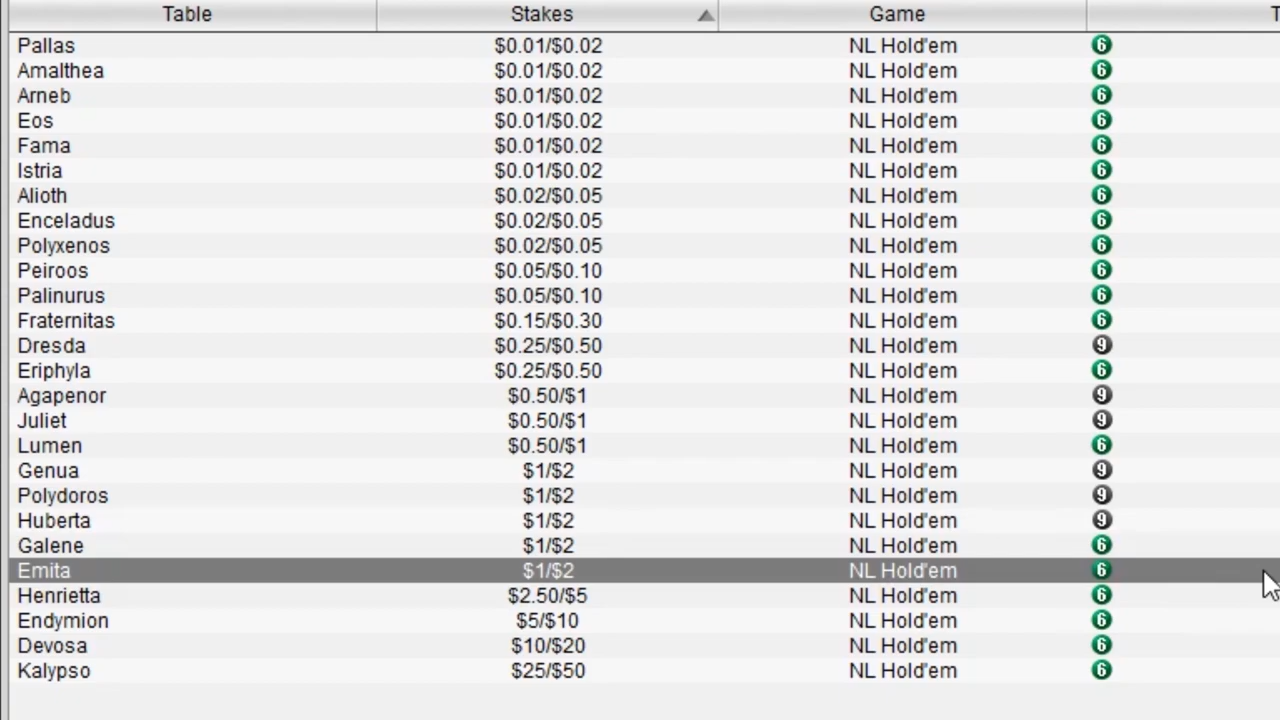 Table Stakes Game T
Pallas $0.01/$0.02 NL Hold'em 6
Amalthea $0.01/$0.02 NL Hold'em 6
Arneb $0.01/$0.02 NL Hold'em 6
Eos $0.01/$0.02 NL Hold'em 6
Fama $0.01/$0.02 NL Hold'em 6
Istria $0.01/$0.02 NL Hold'em 6
Alioth $0.02/$0.05 NL Hold'em 6
Enceladus $0.02/$0.05 NL Hold'em 6
Polyxenos $0.02/$0.05 NL Hold'em 6
Peiroos $0.05/$0.10 NL Hold'em 6
Palinurus $0.05/$0.10 NL Hold'em 6
Fraternitas $0.15/$0.30 NL Hold'em 6
Dresda $0.25/$0.50 NL Hold'em 9
Eriphyla $0.25/$0.50 NL Hold'em 6
Agapenor $0.50/$1 NL Hold'em 9
Juliet $0.50/$1 NL Hold'em 9
Lumen $0.50/$1 NL Hold'em 6
Genua $1/$2 NL Hold'em 9
Polydoros $1/$2 NL Hold'em 9
Huberta $1/$2 NL Hold'em 9
Galene $1/$2 NL Hold'em 6
Emita $1/$2 NL Hold'em 6
Henrietta $2.50/$5 NL Hold'em 6
Endymion $5/$10 NL Hold'em 6
Devosa $10/$20 NL Hold'em 6
Kalypso $25/$50 NL Hold'em 6